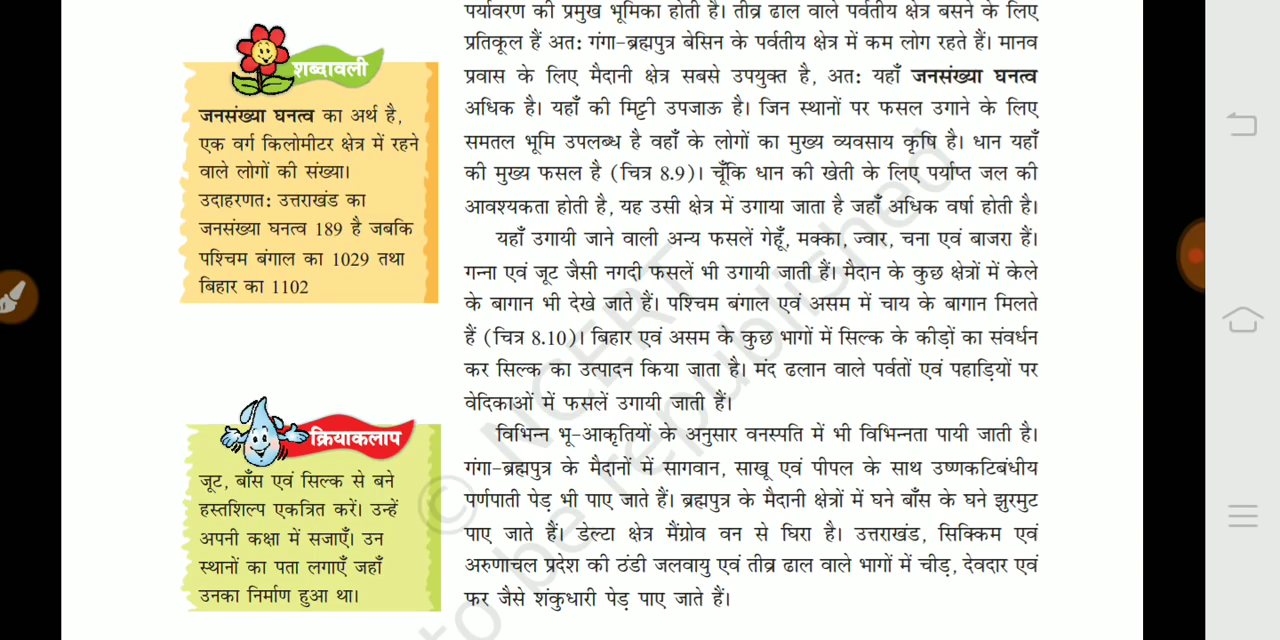 शब्दावली
जनसंख्या घनत्व का अर्थ है,
एक वर्ग किलोमीटर क्षेत्र में रहने
वाले लोगों की संख्या।
उदाहरणत: उत्तराखंड का
जनसंख्या घनत्व 189 है जबकि
पश्चिम बंगाल का 1029 तथा
बिहार का 1102
क्रियाकलाप
जूट, बाँस एवं सिल्क से बने
हस्तशिल्प एकत्रित करें। उन्हें
अपनी कक्षा में सजाएँ। उन
स्थानों का पता लगाएँ जहाँ
उनका निर्माण हुआ था।
पर्यावरण की प्रमुख भूमिका होती है। तीव्र ढाल वाले पर्वतीय क्षेत्र बसने के लिए
प्रतिकूल हैं अत: गंगा-ब्रह्मपुत्र बेसिन के पर्वतीय क्षेत्र में कम लोग रहते हैं। मानव
प्रवास के लिए मैदानी क्षेत्र सबसे उपयुक्त है, अत: यहाँ जनसंख्या घनत्व
अधिक है। यहाँ की मिट्टी उपजाऊ है। जिन स्थानों पर फसल उगाने के लिए
समतल भूमि उपलब्ध है वहाँ के लोगों का मुख्य व्यवसाय कृषि है। धान यहाँ
की मुख्य फसल है (चित्र 8.9)। चूँकि धान की खेती के लिए पर्याप्त जल की
आवश्यकता होती है, यह उसी क्षेत्र में उगाया जाता है जहाँ अधिक वर्षा होती है।
यहाँ उगायी जाने वाली अन्य फसलें गेहूँ, मक्का, ज्वार, चना एवं बाजरा हैं।
गन्ना एवं जूट जैसी नगदी फसलें भी उगायी जाती हैं। मैदान के कुछ क्षेत्रों में केले
के बागान भी देखे जाते हैं। पश्चिम बंगाल एवं असम में चाय के बागान मिलते
हैं (चित्र 8.10)। बिहार एवं असम के कुछ भागों में सिल्क के कीड़ों का संवर्धन
कर सिल्क का उत्पादन किया जाता है। मंद ढलान वाले पर्वतों एवं पहाड़ियों पर
वेदिकाओं में फसलें उगायी जाती हैं।
विभिन्न भू-आकृतियों के अनुसार वनस्पति में भी विभिन्नता पायी जाती है।
गंगा-ब्रह्मपुत्र के मैदानों में सागवान, साखू एवं पीपल के साथ उष्णकटिबंधीय
पर्णपाती पेड़ भी पाए जाते हैं। ब्रह्मपुत्र के मैदानी क्षेत्रों में घने बाँस के घने झुरमुट
पाए जाते हैं। डेल्टा क्षेत्र मैंग्रोव वन से घिरा है। उत्तराखंड, सिक्किम एवं
अरुणाचल प्रदेश की ठंडी जलवायु एवं तीव्र ढाल वाले भागों में चीड़, देवदार एवं
फर जैसे शंकुधारी पेड़ पाए जाते हैं।
© NCERT
to be republished